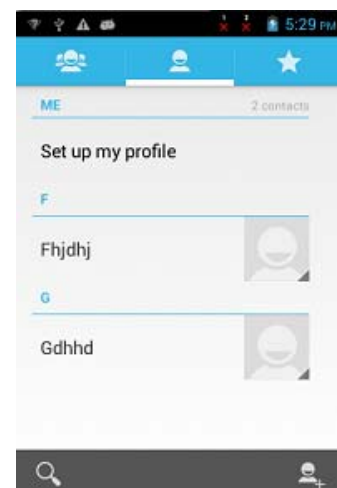 5:29 PM
ME 2 contacts
Set up my profile
F
Fhjdhj
G
Gdhhd